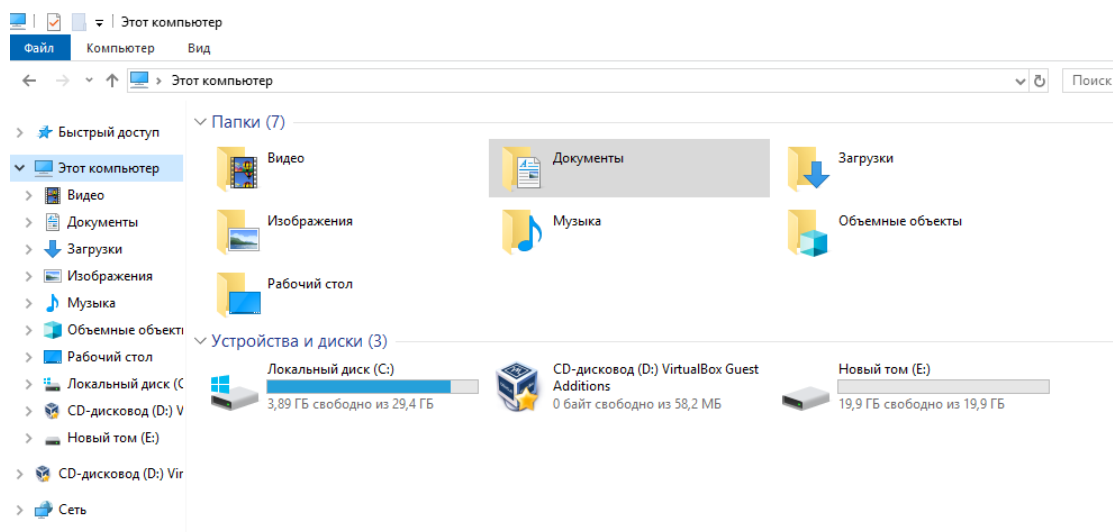 Этот компьютер
Файл Компьютер Вид
Этот компьютер
Поиск
Быстрый доступ
Этот компьютер
Видео
Документы
Загрузки
Изображения
Музыка
Объемные объекты
Рабочий стол
Локальный диск (C
CD-дисковод (D:) V
Новый том (E:)
CD-дисковод (D:) Vir
Сеть
Папки (7)
Видео
Документы
Загрузки
Изображения
Музыка
Объемные объекты
Рабочий стол
Устройства и диски (3)
Локальный диск (C:)
3,89 ГБ свободно из 29,4 ГБ
CD-дисковод (D:) VirtualBox Guest
Additions
0 байт свободно из 58,2 МБ
Новый том (E:)
19,9 ГБ свободно из 19,9 ГБ